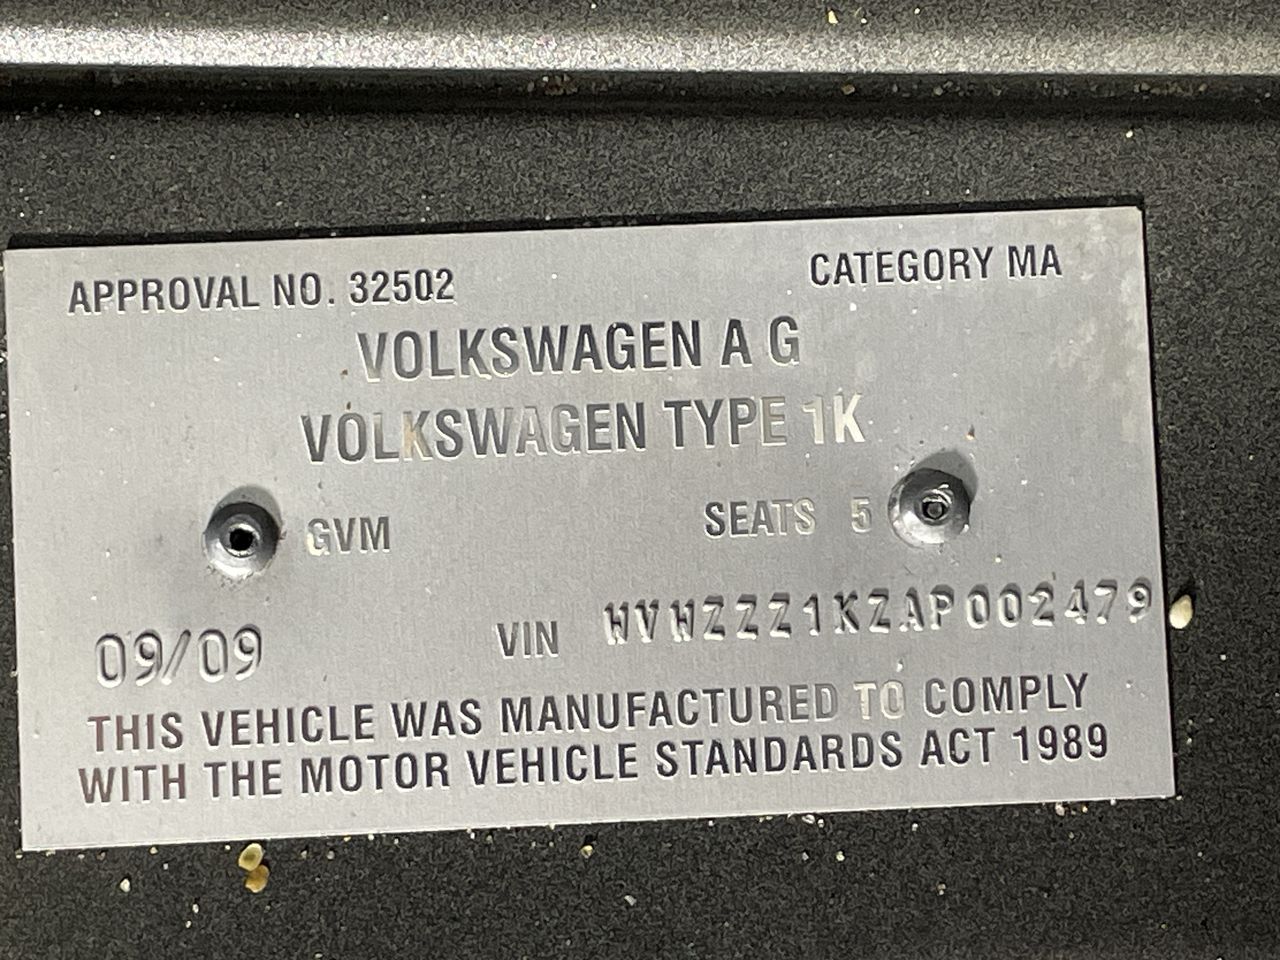 APPROVAL NO. 32502 CATEGORY MA
VOLKSWAGEN A G
VOLKSWAGEN TYPE 1K
GVM SEATS 5
09/09 VIN WVWZZZ1KZAP002479
THIS VEHICLE WAS MANUFACTURED TO COMPLY
WITH THE MOTOR VEHICLE STANDARDS ACT 1989